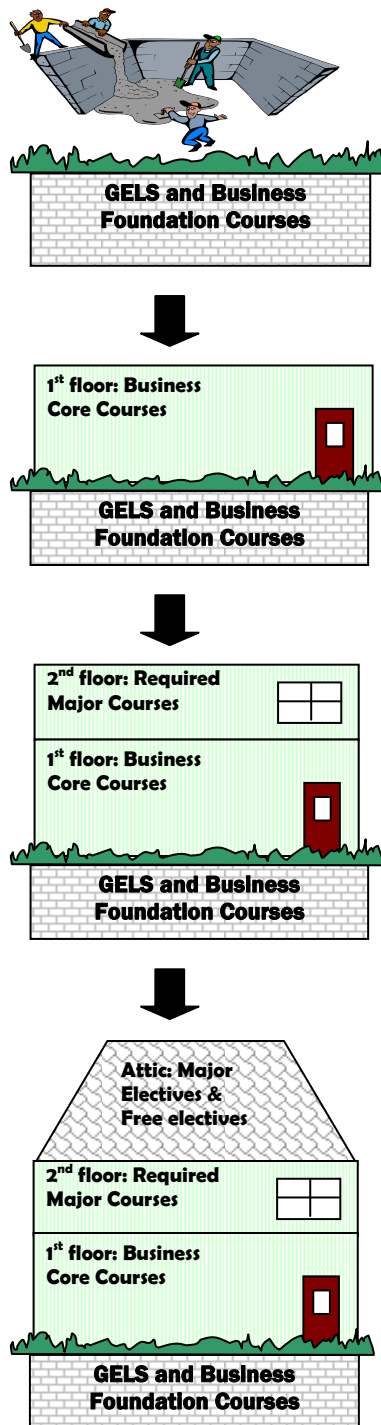 GELS and Business
Foundation Courses
1st floor: Business
Core Courses
GELS and Business
Foundation Courses
2nd floor: Required
Major Courses
1st floor: Business
Core Courses
GELS and Business
Foundation Courses
Attic: Major
Electives &
Free electives
2nd floor: Required
Major Courses
1st floor: Business
Core Courses
GELS and Business
Foundation Courses